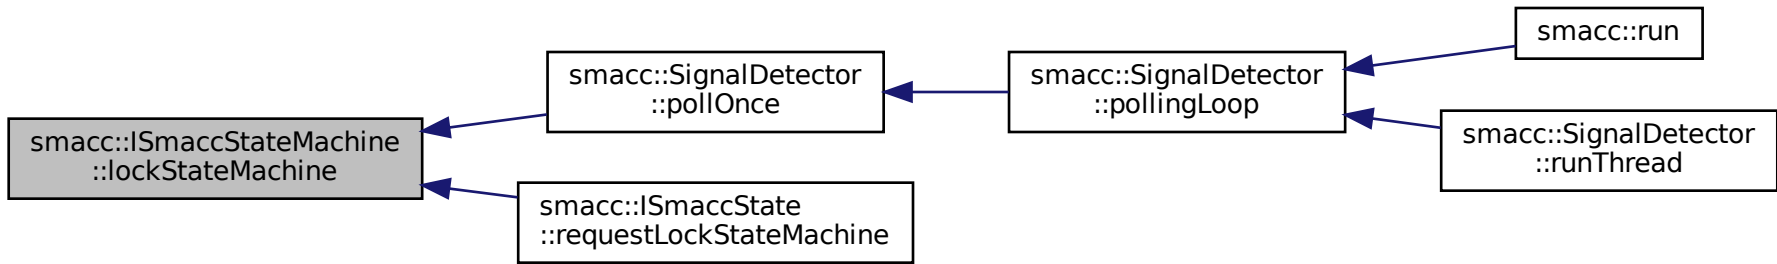 smacc::ISmaccStateMachine
::lockStateMachine
smacc::SignalDetector
::pollOnce
smacc::SignalDetector
::pollingLoop
smacc::run
smacc::SignalDetector
::runThread
smacc::ISmaccState
::requestLockStateMachine